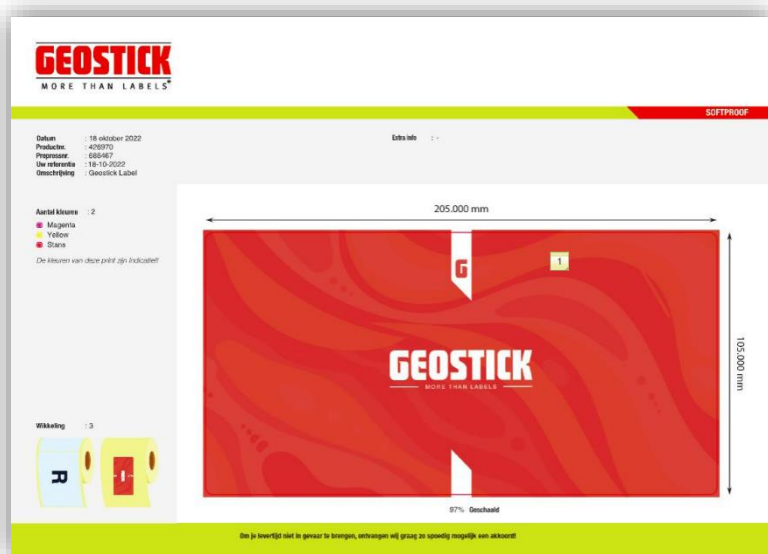 GEOSTICK
MORE THAN LABELS
SOFTPROOF
Datum : 18 oktober 2022
Productnr. : 426970
Prepressnr. : 688467
Uw referentie : 18-10-2022
Omschrijving : Geostick Label
Extra info : -
Aantal kleuren : 2
Magenta
Yellow
Stans
De kleuren van deze print zijn indicatief!
205.000 mm
G
1
GEOSTICK
MORE THAN LABELS
105.000 mm
Wikkeling : 3
R
97% Geschaald
Om je levertijd niet in gevaar te brengen, ontvangen wij graag zo spoedig mogelijk een akkoord!